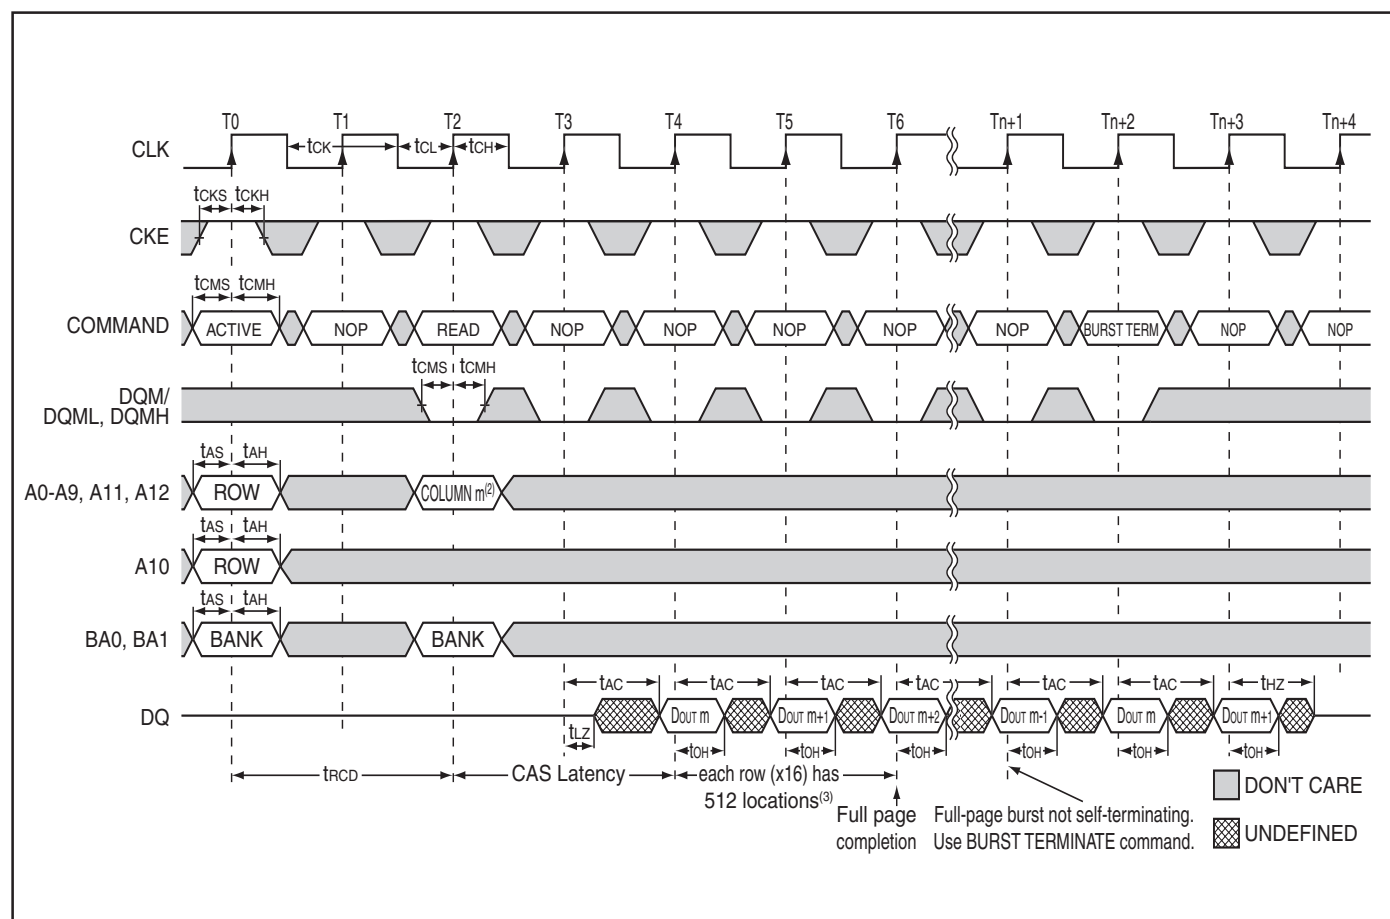 T0 T1 T2 T3 T4 T5 T6 Tn+1 Tn+2 Tn+3 Tn+4
CLK tCK tCL tCH
tCKS tCKH
CKE
tCMS tCMH
COMMAND ACTIVE NOP READ NOP NOP NOP NOP NOP BURST TERM NOP NOP
tCMS tCMH
DQM/
DQML, DQMH
tAS tAH
A0-A9, A11, A12 ROW COLUMN m(2)
tAS tAH
A10 ROW
tAS tAH
BA0, BA1 BANK BANK
tAC tAC tAC tAC tAC tAC tHZ
DQ DOUT m DOUT m+1 DOUT m+2 DOUT m-1 DOUT m DOUT m+1
tLZ tOH tOH tOH tOH tOH tOH
tRCD CAS Latency each row (x16) has
512 locations(3)
Full page
completion
Full-page burst not self-terminating.
Use BURST TERMINATE command.
DON'T CARE
UNDEFINED